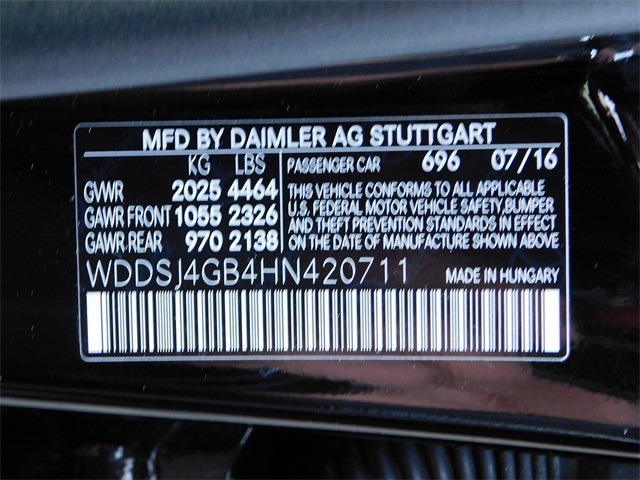 MFD BY DAIMLER AG STUTTGART
KG LBS
GVWR 2025 4464
GAWR FRONT 1055 2326
GAWR REAR 970 2138
PASSENGER CAR 696 07/16
THIS VEHICLE CONFORMS TO ALL APPLICABLE
U.S. FEDERAL MOTOR VEHICLE SAFETY, BUMPER
AND THEFT PREVENTION STANDARDS IN EFFECT
ON THE DATE OF MANUFACTURE SHOWN ABOVE
WDDSJ4GB4HN420711 MADE IN HUNGARY